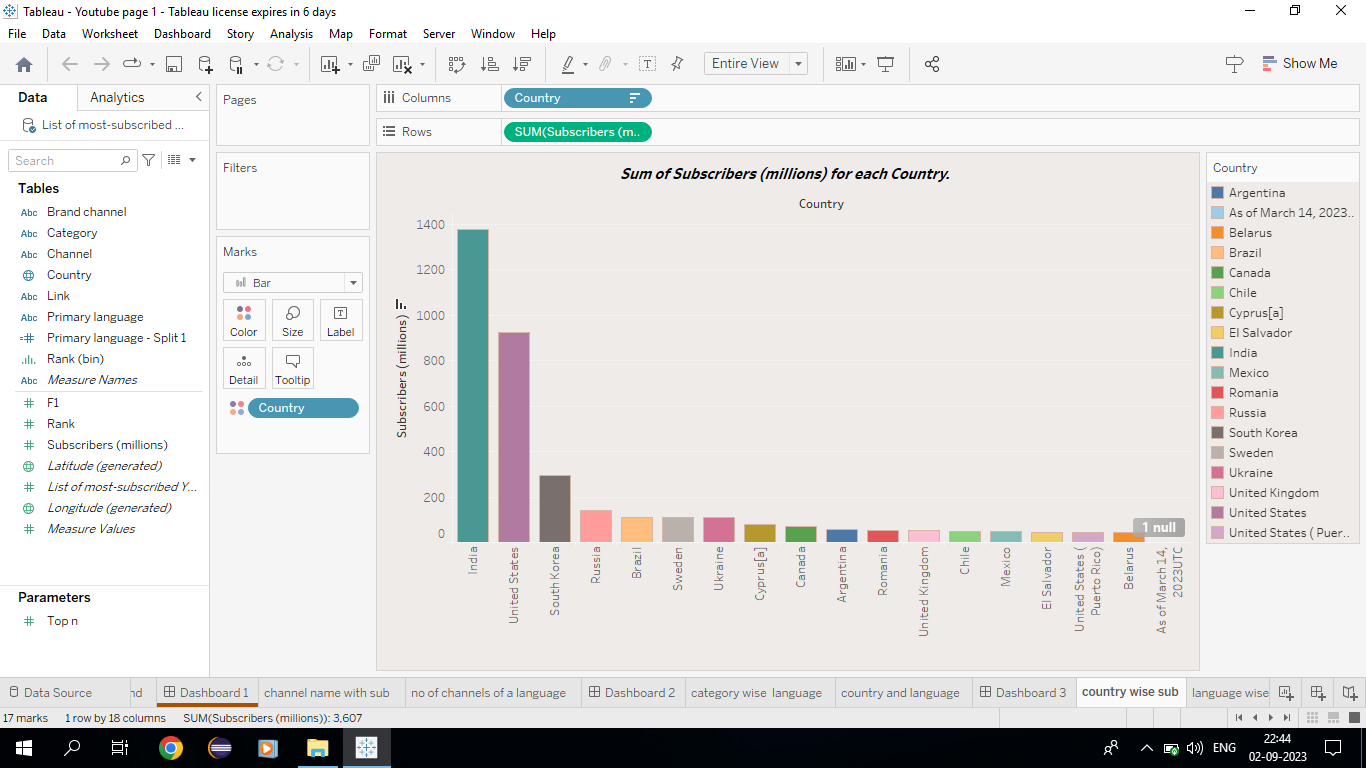 Tableau - Youtube page 1 - Tableau license expires in 6 days
File Data Worksheet Dashboard Story Analysis Map Format Server Window Help
Entire View
Show Me
Data Analytics
List of most-subscribed ...
Search
Tables
Abc Brand channel
Abc Category
Abc Channel
Country
Abc Link
Abc Primary language
=# Primary language - Split 1
Rank (bin)
Abc Measure Names
# F1
# Rank
# Subscribers (millions)
Latitude (generated)
# List of most-subscribed Y...
Longitude (generated)
# Measure Values
Parameters
# Top n
Pages
Filters
Marks
Bar
Color Size Label
Detail Tooltip
Country
Columns Country
Rows SUM(Subscribers (m..
Sum of Subscribers (millions) for each Country.
Country
Subscribers (millions)
1400
1200
1000
800
600
400
200
0
1 null
India
United States
South Korea
Russia
Brazil
Sweden
Ukraine
Cyprus[a]
Canada
Argentina
Romania
United Kingdom
Chile
Mexico
El Salvador
United States (
Puerto Rico)
Belarus
As of March 14,
2023UTC
Country
Argentina
As of March 14, 2023..
Belarus
Brazil
Canada
Chile
Cyprus[a]
El Salvador
India
Mexico
Romania
Russia
South Korea
Sweden
Ukraine
United Kingdom
United States
United States ( Puer..
Data Source nd Dashboard 1 channel name with sub no of channels of a language Dashboard 2 category wise language country and language Dashboard 3 country wise sub language wise
17 marks 1 row by 18 columns SUM(Subscribers (millions)): 3,607
ENG
22:44
02-09-2023